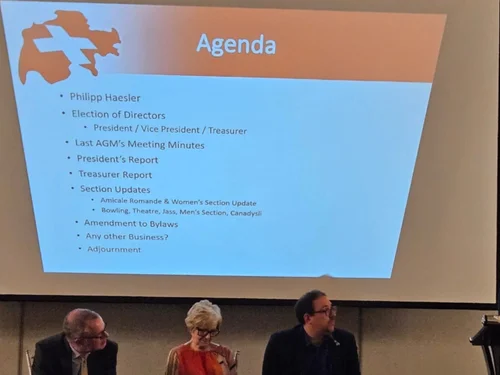 Agenda
• Philipp Haesler
• Election of Directors
• President / Vice President / Treasurer
• Last AGM's Meeting Minutes
• President's Report
• Treasurer Report
• Section Updates
• Amicale Romande & Women's Section Update
• Bowling, Theatre, Jass, Men's Section, Canadysli
• Amendment to Bylaws
• Any other Business?
• Adjournment